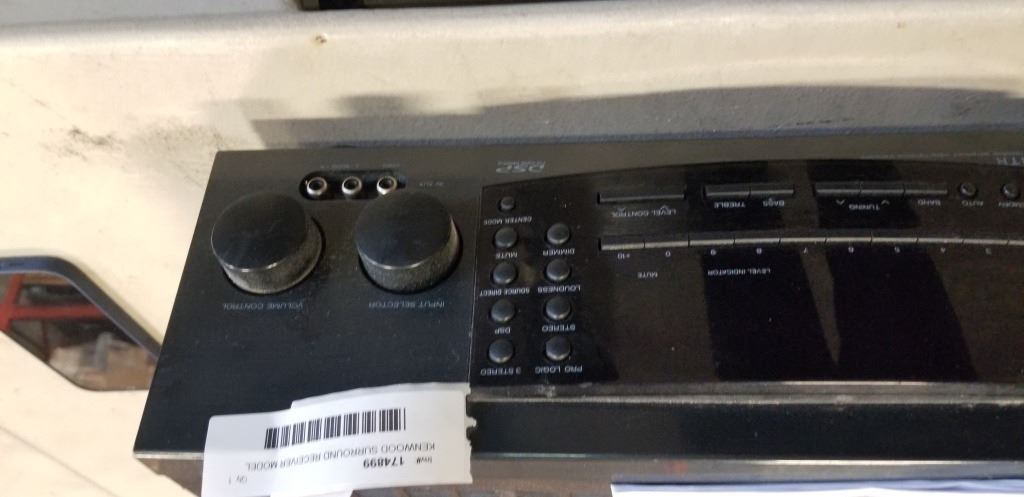 Inv# 174899
Qty 1
KENWOOD SURROUND RECEIVER MODEL
PRO LOGIC
3 STEREO
STEREO
DSP
LOUDNESS
SOURCE DIRECT
DIMMER
MUTE
CENTER MODE
INPUT SELECTOR
VOLUME CONTROL
LEVEL INDICATOR
MUTE
3
4
5
6
7
8
9
0
+10
AUTO
BAND
TUNING
BASS
TREBLE
LEVEL CONTROL
DSP